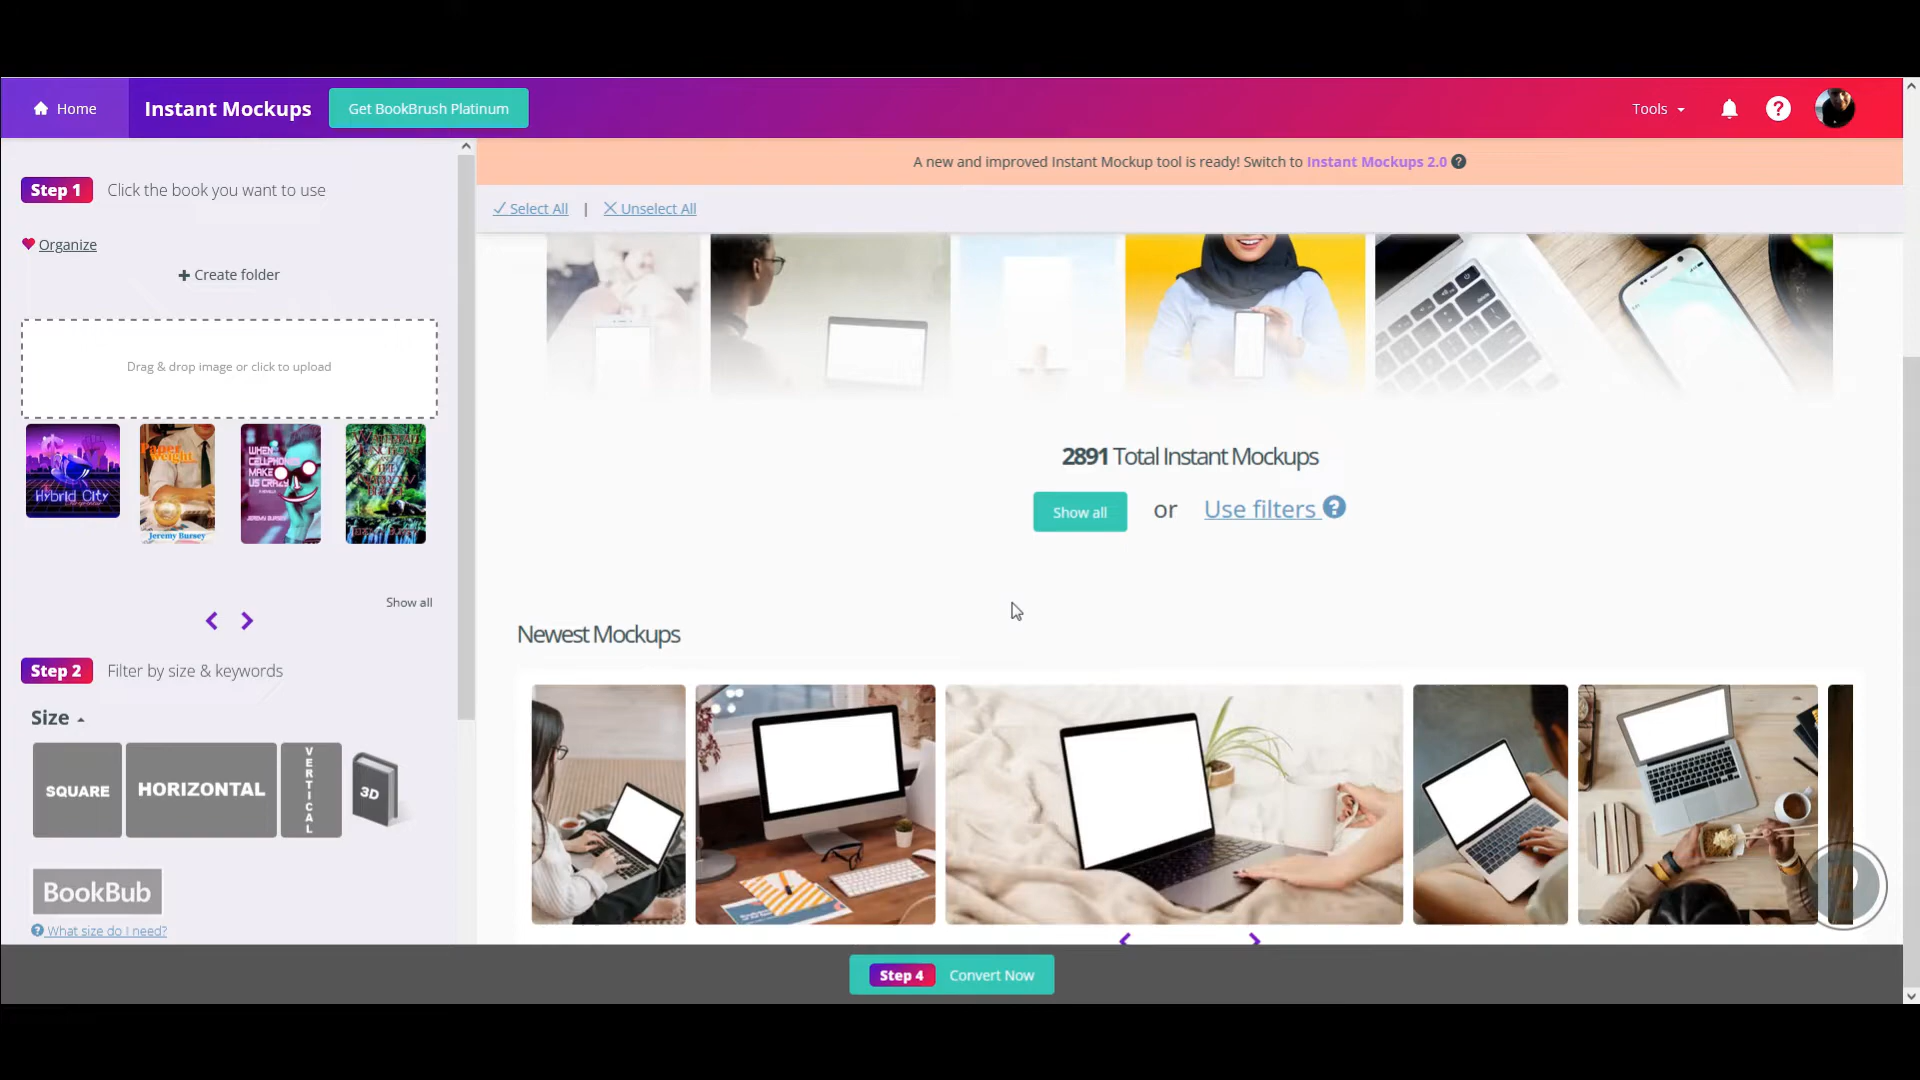 Home
Instant Mockups
Get BookBrush Platinum
Tools
A new and improved Instant Mockup tool is ready! Switch to Instant Mockups 2.0
Select All | Unselect All
Step 1 Click the book you want to use
Organize
Create folder
Drag & drop image or click to upload
Hybrid City
Paper Weight
Jeremy Bursey
WHEN
CELLPHONES
MAKE
US CRAZY
JEREMY BURSEY
Show all
Step 2 Filter by size & keywords
Size
SQUARE
HORIZONTAL
VERTICAL
3D
BookBub
What size do I need?
2891 Total Instant Mockups
Show all or Use filters
Newest Mockups
Step 4 Convert Now